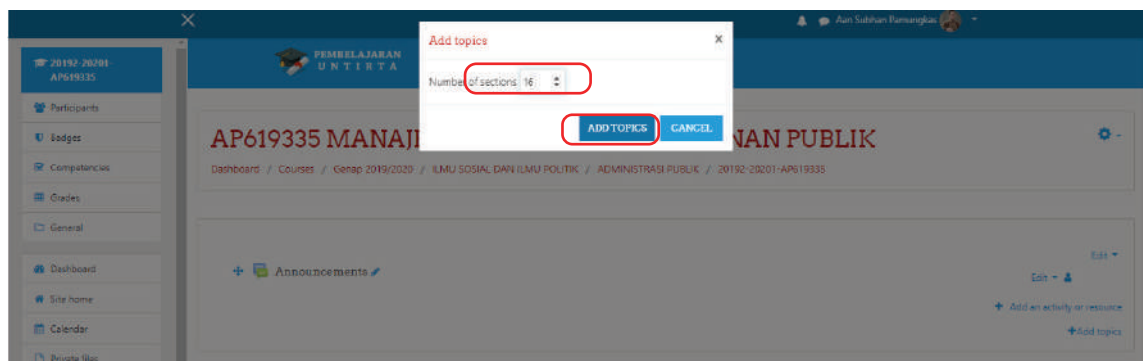 Aan Subhan Pamungkas
20192-20201-
AP619335
PEMBELAJARAN
UNTIRTA
Add topics
Number of sections 16
ADD TOPICS CANCEL
Participants
Badges
Competencies
Grades
General
Dashboard
Site home
Calendar
Private files
AP619335 MANAJ
NAN PUBLIK
Dashboard / Courses / Genap 2019/2020 / ILMU SOSIAL DAN ILMU POLITIK / ADMINISTRASI PUBLIK / 20192-20201-AP619335
Announcements
Edit
Edit
Add an activity or resource
Add topics